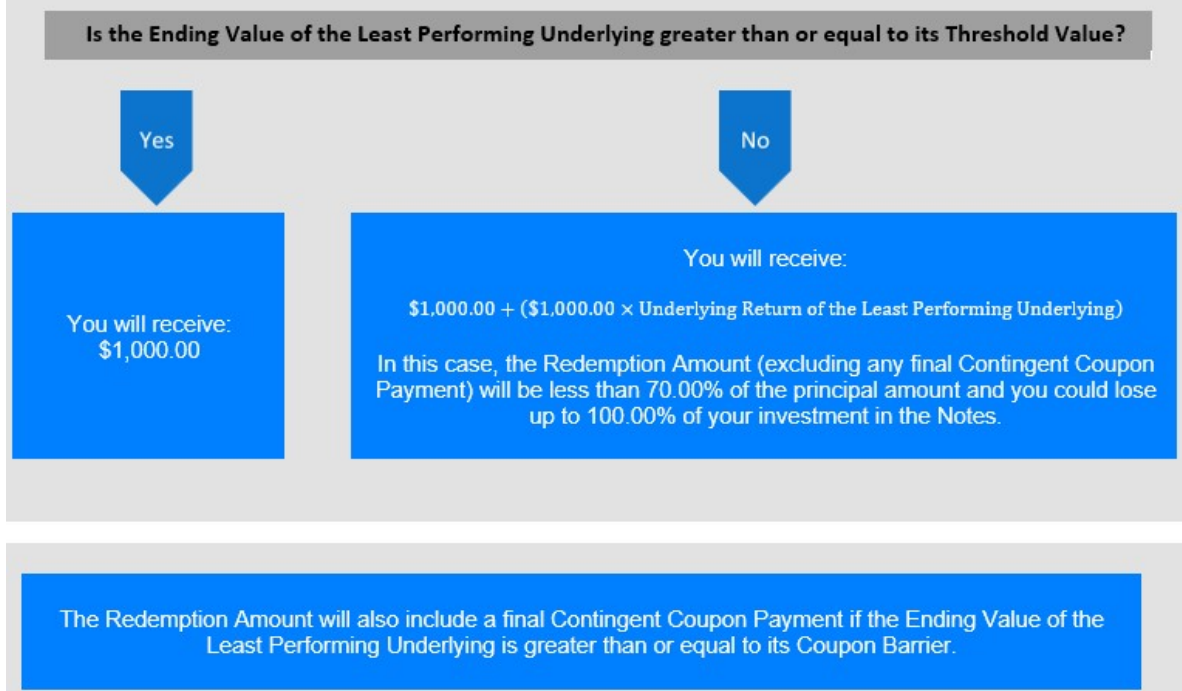 Is the Ending Value of the Least Performing Underlying greater than or equal to its Threshold Value?
Yes
No
You will receive:
$1,000.00
You will receive:
$1,000.00 + ($1,000.00 × Underlying Return of the Least Performing Underlying)
In this case, the Redemption Amount (excluding any final Contingent Coupon
Payment) will be less than 70.00% of the principal amount and you could lose
up to 100.00% of your investment in the Notes.
The Redemption Amount will also include a final Contingent Coupon Payment if the Ending Value of the
Least Performing Underlying is greater than or equal to its Coupon Barrier.